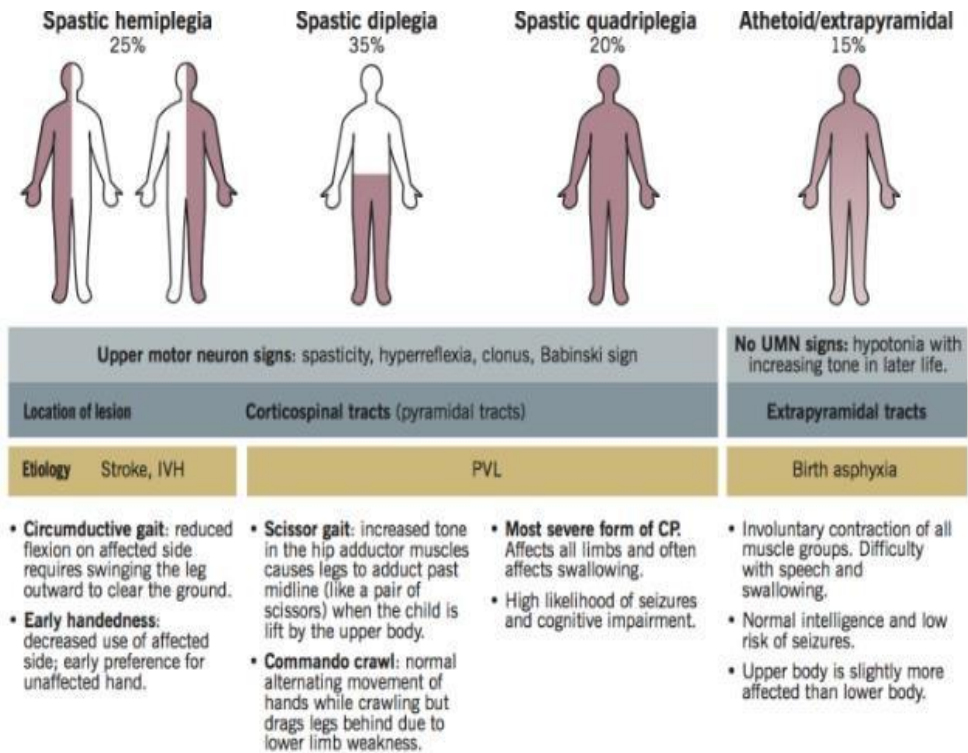 Spastic hemiplegia
25%
Spastic diplegia
35%
Spastic quadriplegia
20%
Athetoid/extrapyramidal
15%
Upper motor neuron signs: spasticity, hyperreflexia, clonus, Babinski sign
No UMN signs: hypotonia with
increasing tone in later life.
Location of lesion
Corticospinal tracts (pyramidal tracts)
Extrapyramidal tracts
Etiology Stroke, IVH
PVL
Birth asphyxia
• Circumductive gait: reduced
flexion on affected side
requires swinging the leg
outward to clear the ground.
• Early handedness:
decreased use of affected
side; early preference for
unaffected hand.
• Scissor gait: increased tone
in the hip adductor muscles
causes legs to adduct past
midline (like a pair of
scissors) when the child is
lift by the upper body.
• Commando crawl: normal
alternating movement of
hands while crawling but
drags legs behind due to
lower limb weakness.
• Most severe form of CP.
Affects all limbs and often
affects swallowing.
• High likelihood of seizures
and cognitive impairment.
• Involuntary contraction of all
muscle groups. Difficulty
with speech and
swallowing.
• Normal intelligence and low
risk of seizures.
• Upper body is slightly more
affected than lower body.